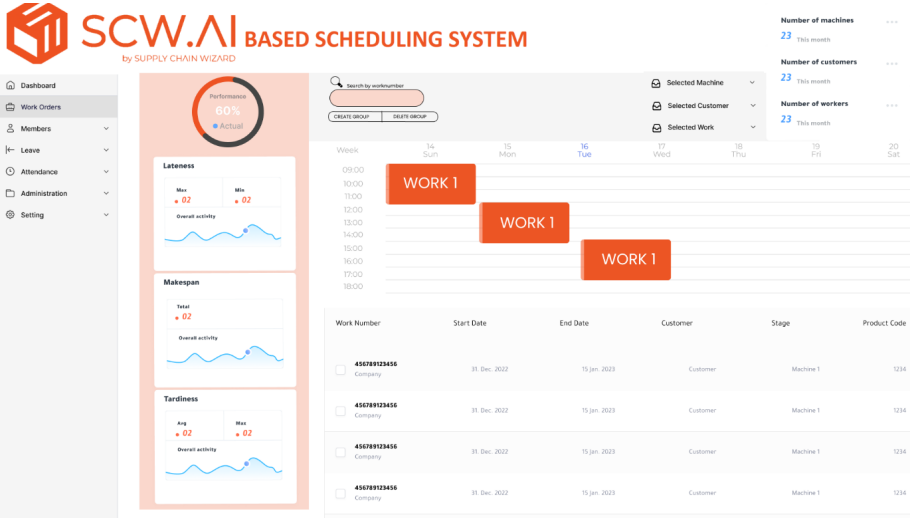 SCW.AI BASED SCHEDULING SYSTEM
by SUPPLY CHAIN WIZARD
Number of machines
23 This month
Number of customers
23 This month
Number of workers
23 This month
Dashboard
Work Orders
Members
Leave
Attendance
Administration
Setting
Performance
60%
Actual
Lateness
Max Min
02 02
Overall activity
Makespan
Total
02
Overall activity
Tardiness
Avg Max
02 02
Overall activity
Search by worknumber
CREATE GROUP DELETE GROUP
Selected Machine
Selected Customer
Selected Work
Week 14 Sun 15 Mon 16 Tue 17 Wed 18 Thu 19 Fri 20 Sat
09:00
10:00
11:00
12:00
13:00
14:00
15:00
16:00
17:00
18:00
WORK 1
WORK 1
WORK 1
Work Number Start Date End Date Customer Stage Product Code
456789123456
Company 31. Dec. 2022 15 Jan. 2023 Customer Machine 1 1234
456789123456
Company 31. Dec. 2022 15 Jan. 2023 Customer Machine 1 1234
456789123456
Company 31. Dec. 2022 15 Jan. 2023 Customer Machine 1 1234
456789123456
Company 31. Dec. 2022 15 Jan. 2023 Customer Machine 1 1234